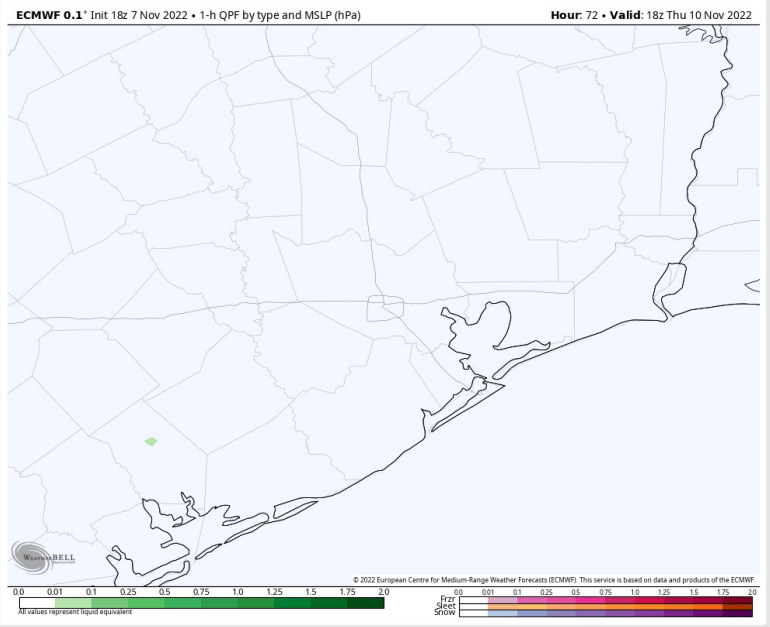 ECMWF 0.1° Init 18z 7 Nov 2022 • 1-h QPF by type and MSLP (hPa)
Hour: 72 • Valid: 18z Thu 10 Nov 2022
WeatherBELL
© 2022 European Centre for Medium-Range Weather Forecasts (ECMWF). This service is based on data and products of the ECMWF.
0.0 0.01 0.1 0.25 0.5 0.75 1.0 1.25 1.5 1.75 2.0
All values represent liquid equivalent
0.0 0.01 0.1 0.25 0.5 0.75 1.0 1.25 1.5 1.75 2.0
Frzr
Sleet
Snow